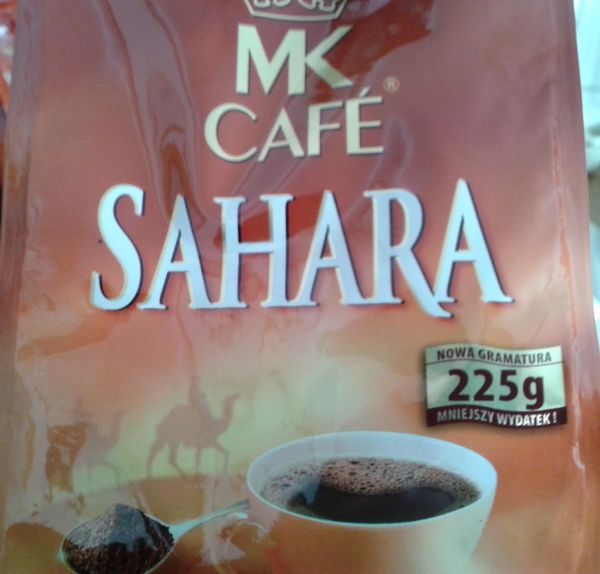 MK
CAFÉ®
SAHARA
NOWA GRAMATURA
225g
MNIEJSZY WYDATEK!